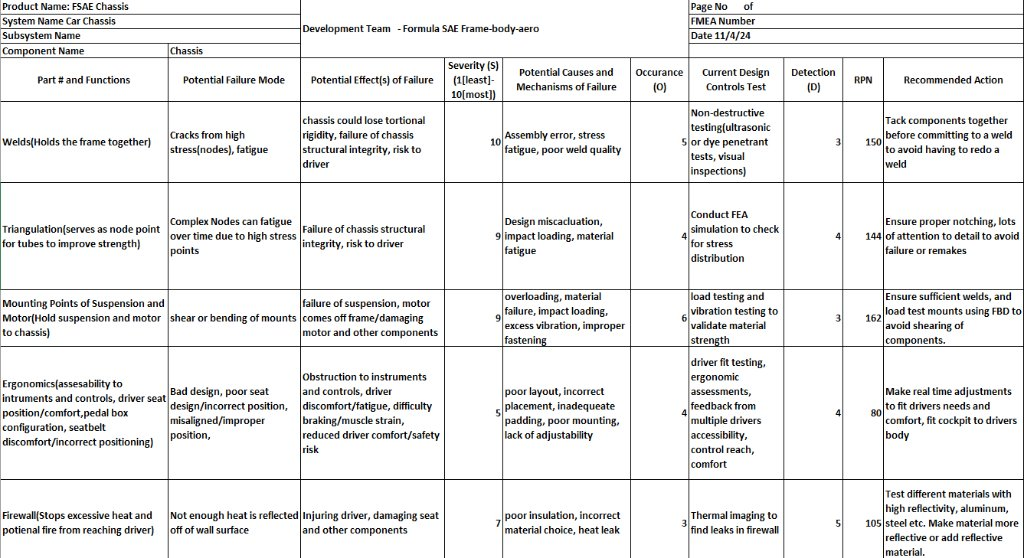 Product Name: FSAE Chassis
System Name Car Chassis
Subsystem Name
Component Name
Chassis
Development Team - Formula SAE Frame-body-aero
Page No of
FMEA Number
Date 11/4/24
Part # and Functions
Potential Failure Mode
Potential Effect(s) of Failure
Severity (S)
(1[least]-
10[most])
Potential Causes and
Mechanisms of Failure
Occurance
(O)
Current Design
Controls Test
Detection
(D)
RPN
Recommended Action
Welds(Holds the frame together)
Cracks from high
stress(nodes), fatigue
chassis could lose tortional
rigidity, failure of chassis
structural integrity, risk to
driver
10
Assembly error, stress
fatigue, poor weld quality
5
Non-destructive
testing(ultrasonic
or dye penetrant
tests, visual
inspections)
3
150
Tack components together
before committing to a weld
to avoid having to redo a
weld
Triangulation(serves as node point
for tubes to improve strength)
Complex Nodes can fatigue
over time due to high stress
points
Failure of chassis structural
integrity, risk to driver
9
Design miscacluation,
impact loading, material
fatigue
4
Conduct FEA
simulation to check
for stress
distribution
4
144
Ensure proper notching, lots
of attention to detail to avoid
failure or remakes
Mounting Points of Suspension and
Motor(Hold suspension and motor
to chassis)
shear or bending of mounts
failure of suspension, motor
comes off frame/damaging
motor and other components
9
overloading, material
failure, impact loading,
excess vibration, improper
fastening
6
load testing and
vibration testing to
validate material
strength
3
162
Ensure sufficient welds, and
load test mounts using FBD to
avoid shearing of
components.
Ergonomics(assesability to
intruments and controls, driver seat
position/comfort,pedal box
configuration, seatbelt
discomfort/incorrect positioning)
Bad design, poor seat
design/incorrect position,
misaligned/improper
position,
Obstruction to instruments
and controls, driver
discomfort/fatigue, difficulty
braking/muscle strain,
reduced driver comfort/safety
risk
5
poor layout, incorrect
placement, inadequeate
padding, poor mounting,
lack of adjustability
4
driver fit testing,
ergonomic
assessments,
feedback from
multiple drivers
accessibility,
control reach,
comfort
4
80
Make real time adjustments
to fit drivers needs and
comfort, fit cockpit to drivers
body
Firewall(Stops excessive heat and
potienal fire from reaching driver)
Not enough heat is reflected
off of wall surface
Injuring driver, damaging seat
and other components
7
poor insulation, incorrect
material choice, heat leak
3
Thermal imaging to
find leaks in firewall
5
105
Test different materials with
high reflectivity, aluminum,
steel etc. Make material more
reflective or add reflective
material.